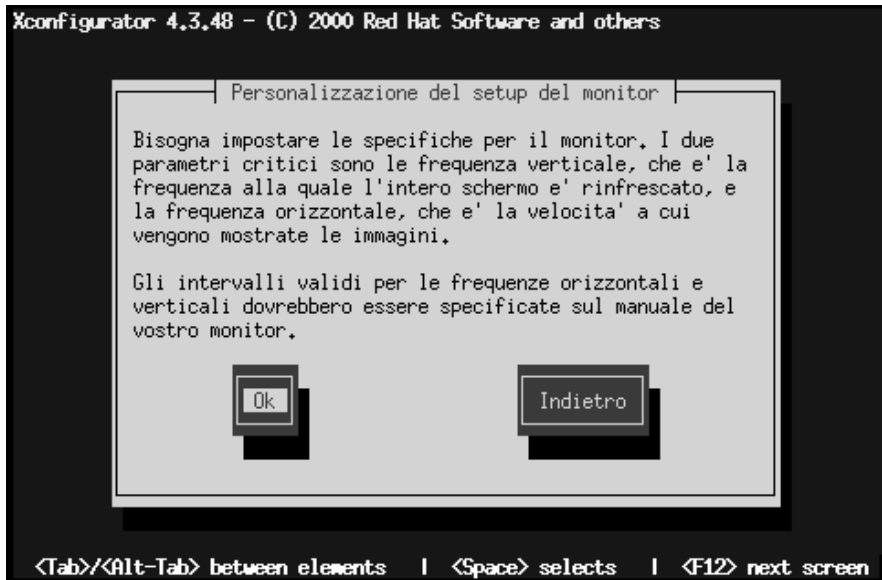 Xconfigurator 4.3.48 - (C) 2000 Red Hat Software and others
Personalizzazione del setup del monitor
Bisogna impostare le specifiche per il monitor. I due
parametri critici sono le frequenza verticale, che e' la
frequenza alla quale l'intero schermo e' rinfrescato, e
la frequenza orizzontale, che e' la velocita' a cui
vengono mostrate le immagini.
Gli intervalli validi per le frequenze orizzontali e
verticali dovrebbero essere specificate sul manuale del
vostro monitor.
Ok Indietro
<Tab>/<Alt-Tab> between elements | <Space> selects | <F12> next screen